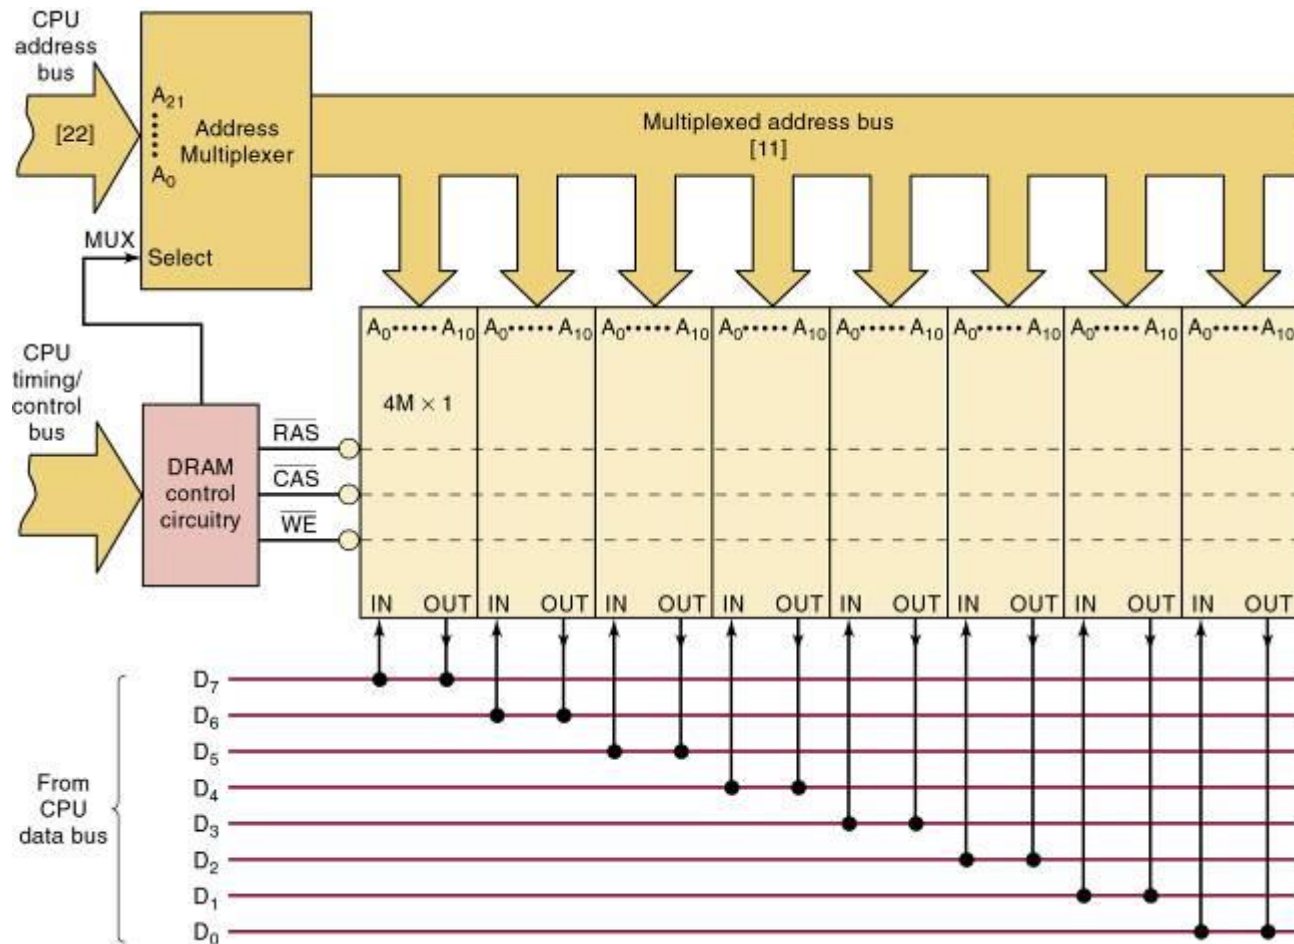 CPU
address
bus
[22]
A21
A0
Address
Multiplexer
MUX
Select
Multiplexed address bus
[11]
A0 ••••• A10 A0 ••••• A10 A0 ••••• A10 A0 ••••• A10 A0 ••••• A10 A0 ••••• A10 A0 ••••• A10 A0 ••••• A10
4M × 1
CPU
timing/
control
bus
DRAM
control
circuitry
R̅A̅S̅
C̅A̅S̅
W̅E̅
IN OUT IN OUT IN OUT IN OUT IN OUT IN OUT IN OUT IN OUT
From
CPU
data bus
D7
D6
D5
D4
D3
D2
D1
D0